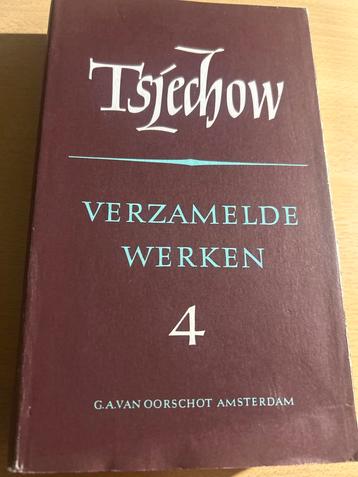 Tsjechow
VERZAMELDE
WERKEN
4
G.A.VAN OORSCHOT AMSTERDAM